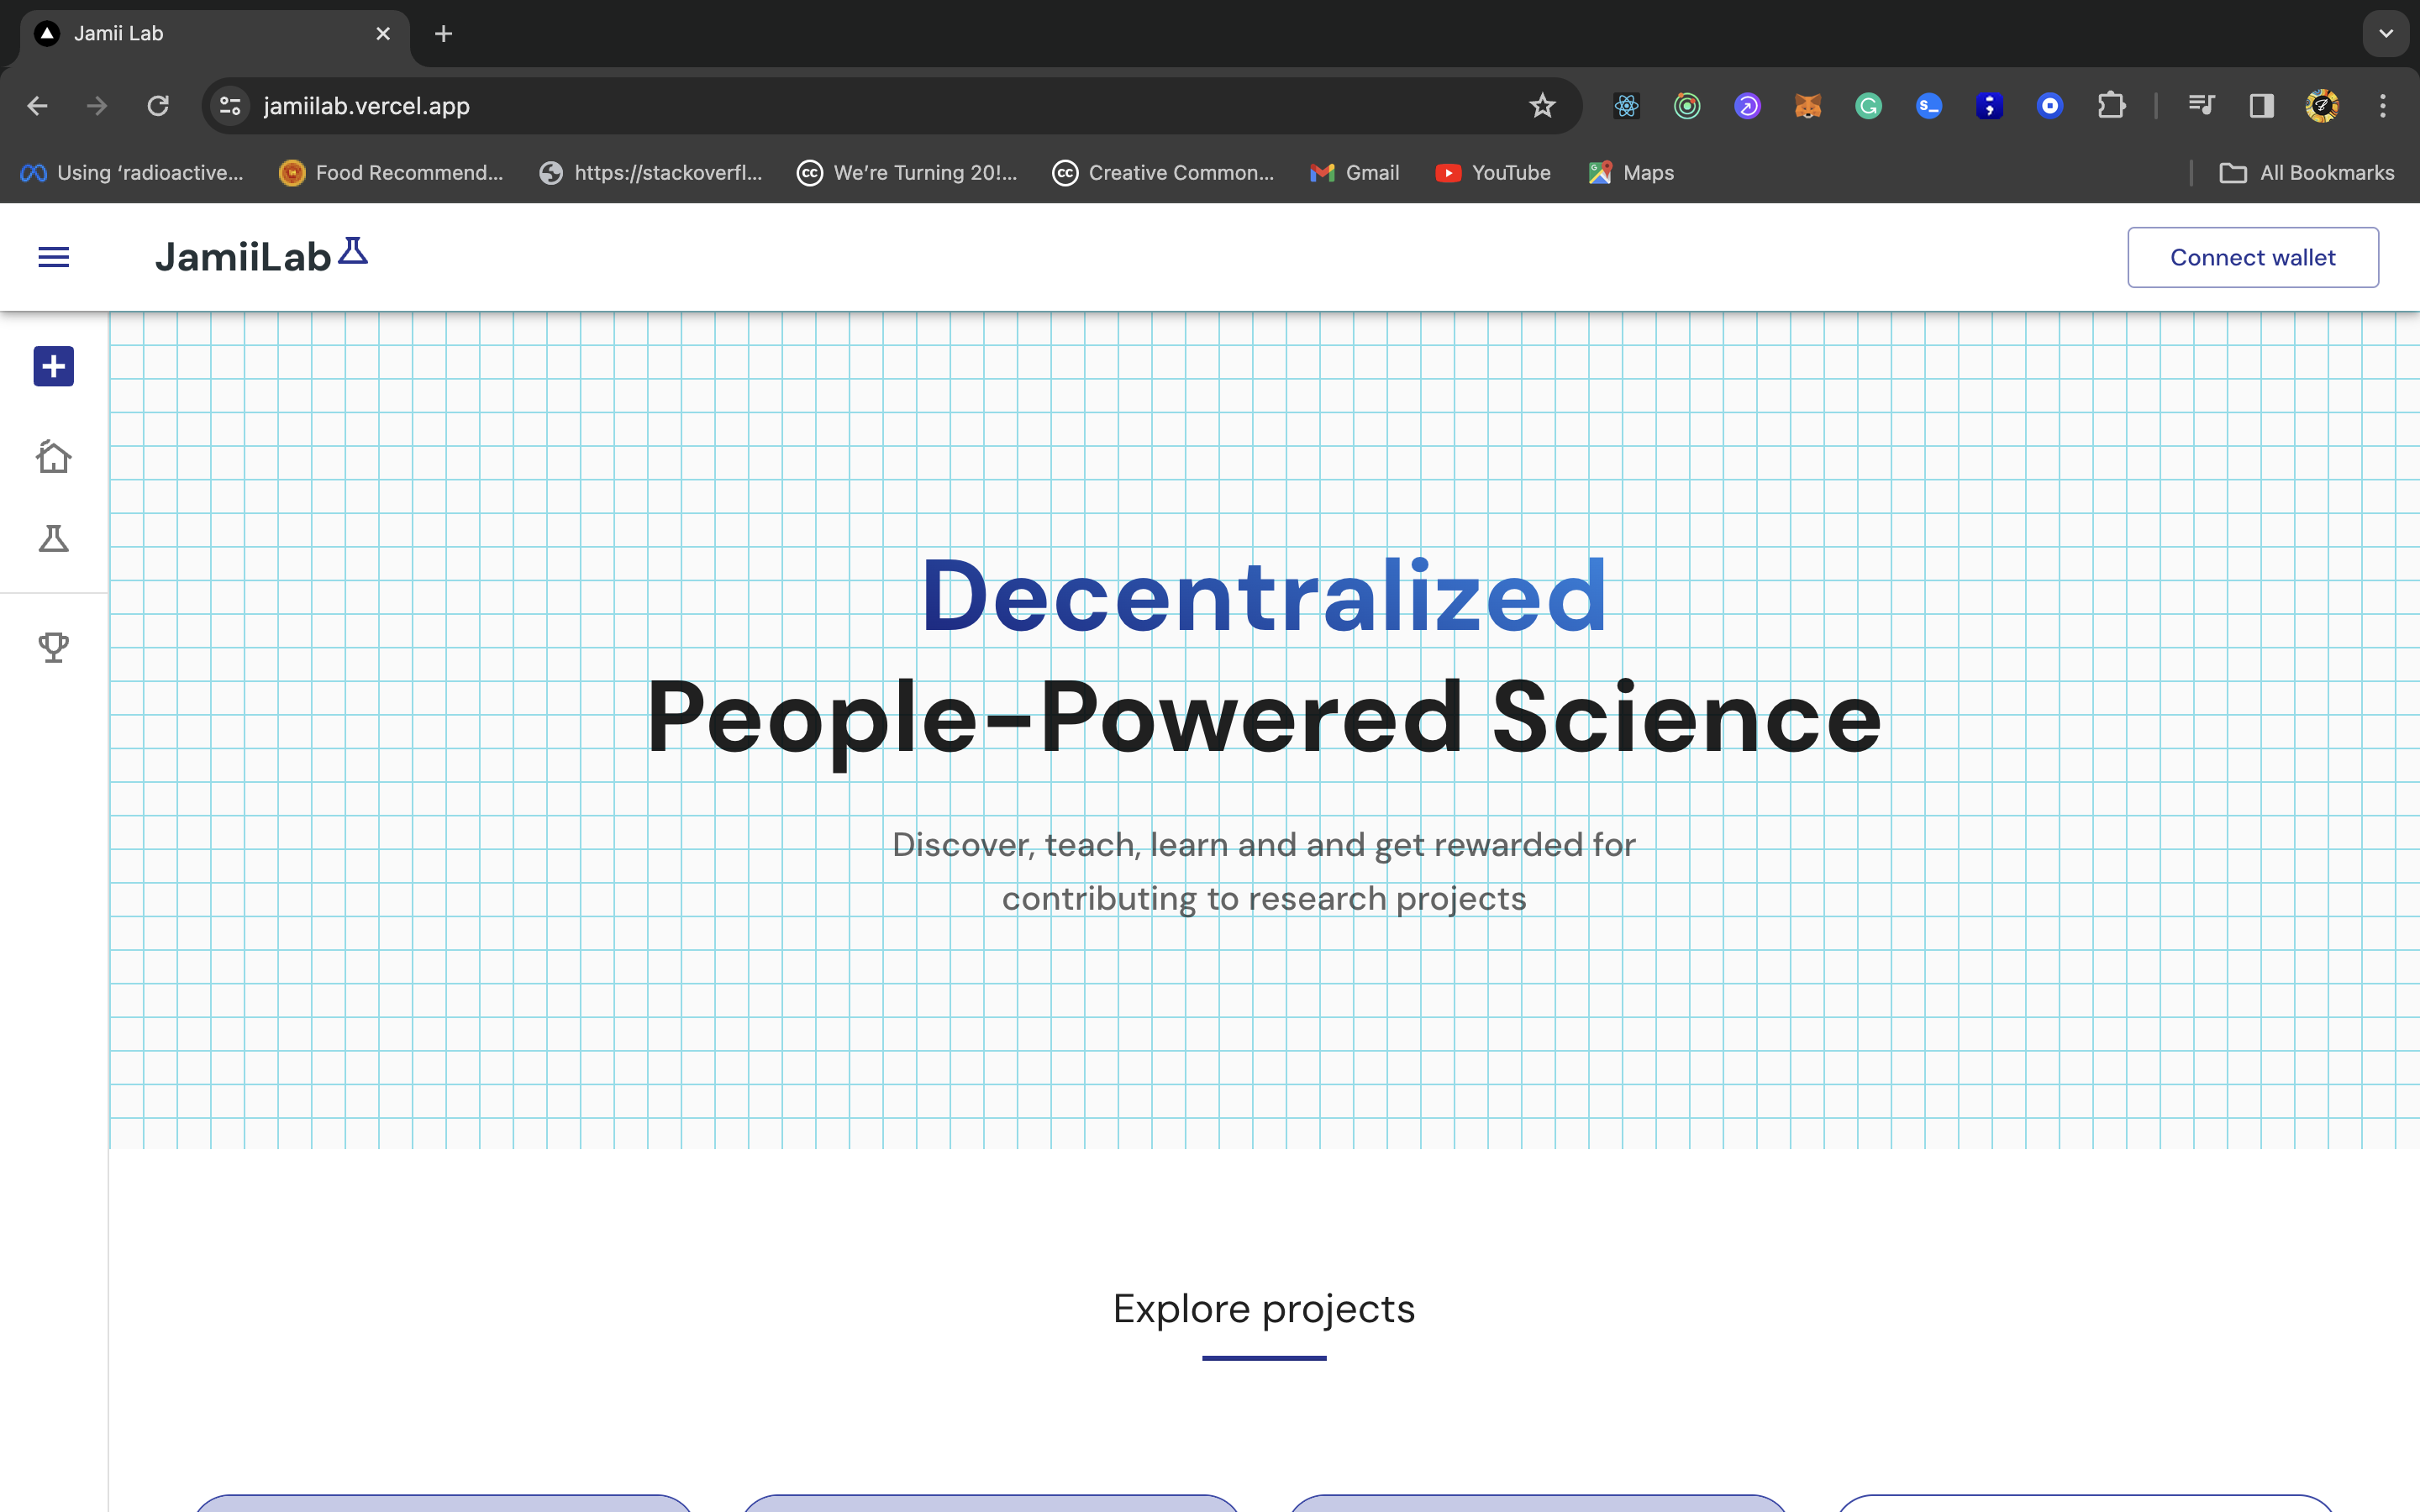 Jamii Lab
jamiilab.vercel.app
Using ‘radioactive...
Food Recommend...
https://stackoverfl...
We’re Turning 20!...
Creative Common...
Gmail
YouTube
Maps
All Bookmarks
JamiiLab
Connect wallet
Decentralized
People-Powered Science
Discover, teach, learn and and get rewarded for
contributing to research projects
Explore projects